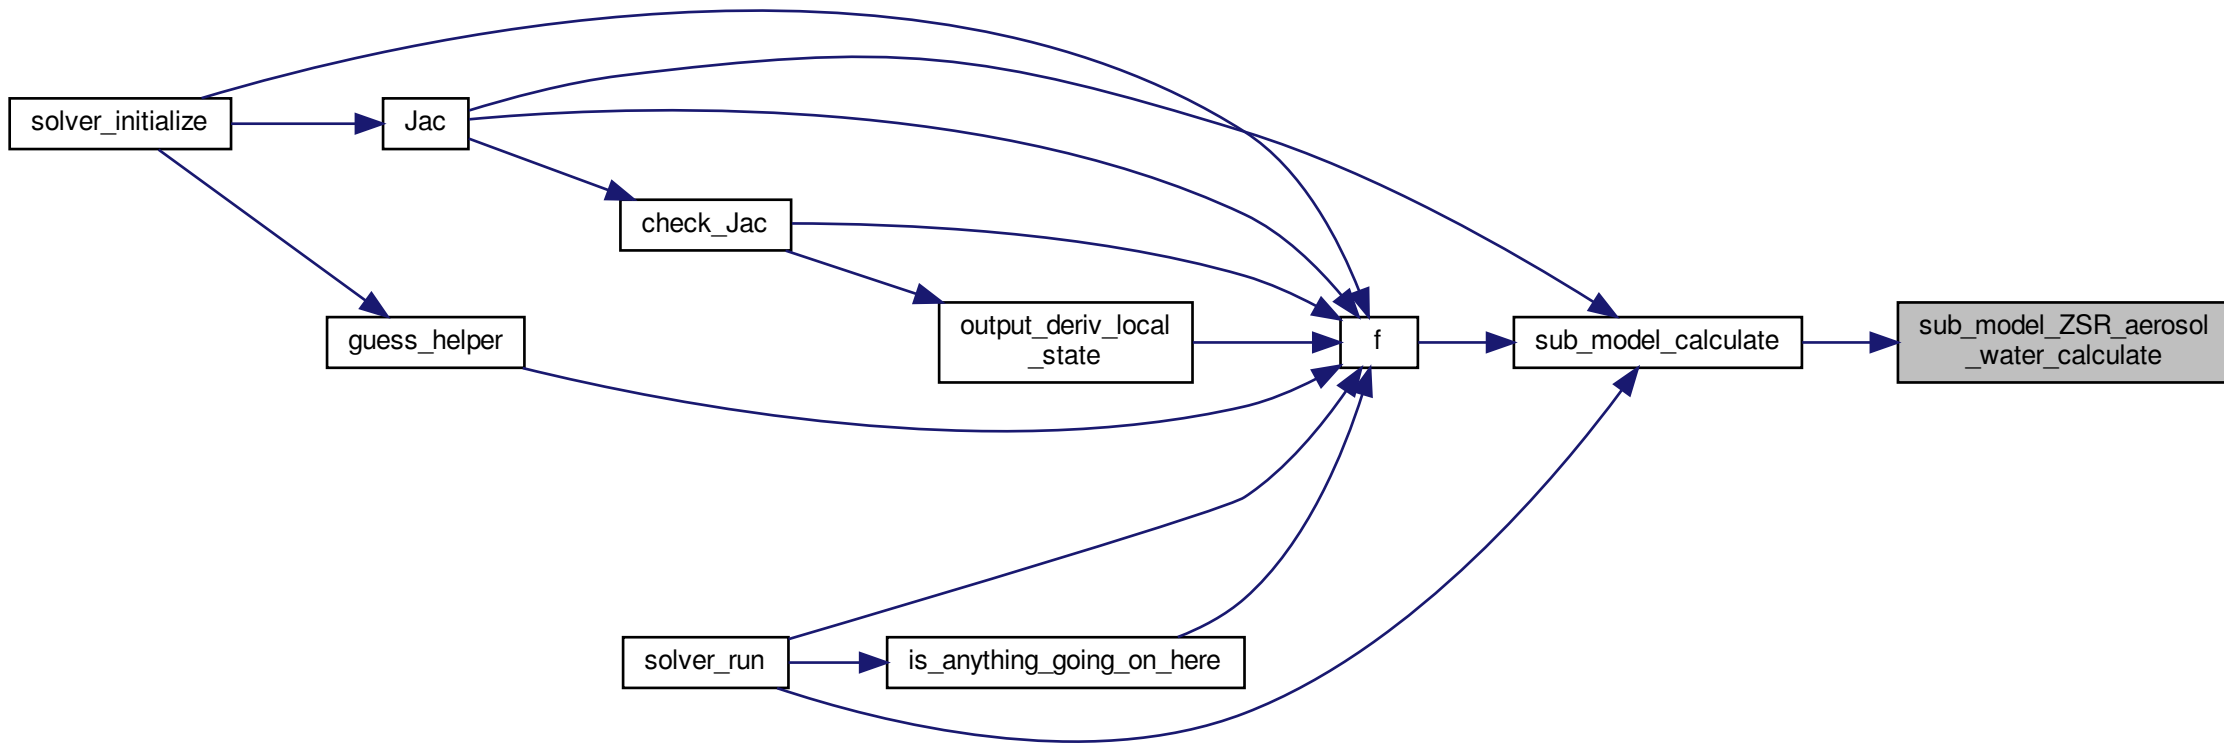 solver_initialize
Jac
check_Jac
guess_helper
output_deriv_local
_state
f
sub_model_calculate
sub_model_ZSR_aerosol
_water_calculate
solver_run
is_anything_going_on_here